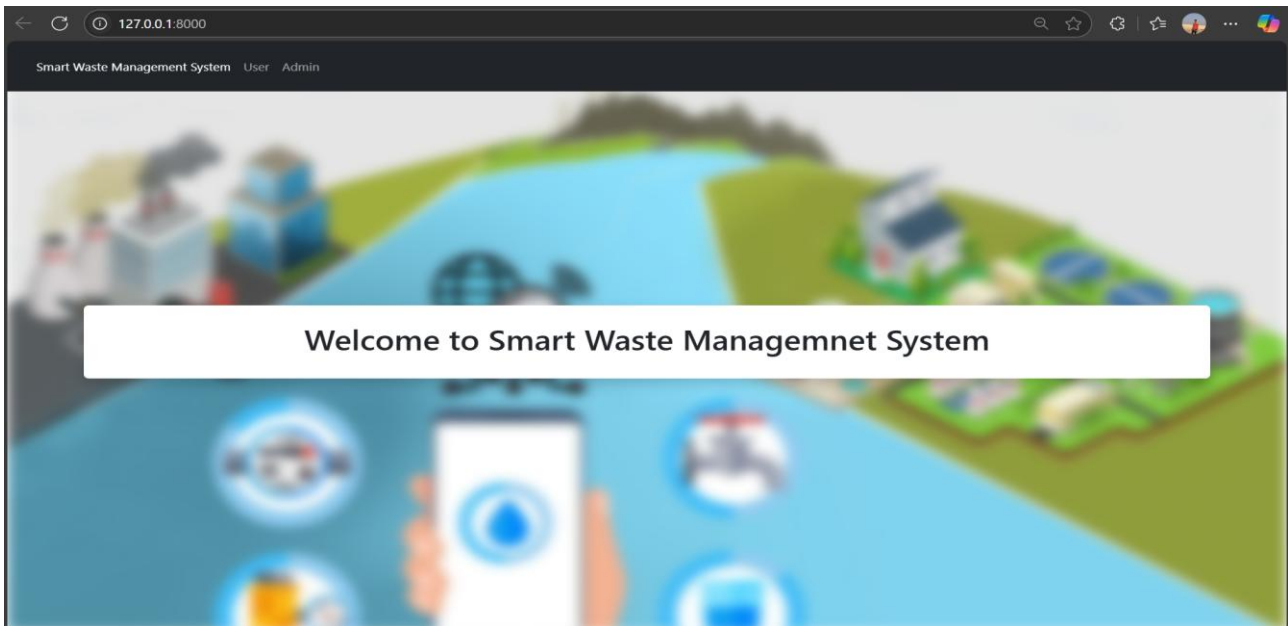 127.0.0.1:8000
Smart Waste Management System User Admin
Welcome to Smart Waste Managemnet System